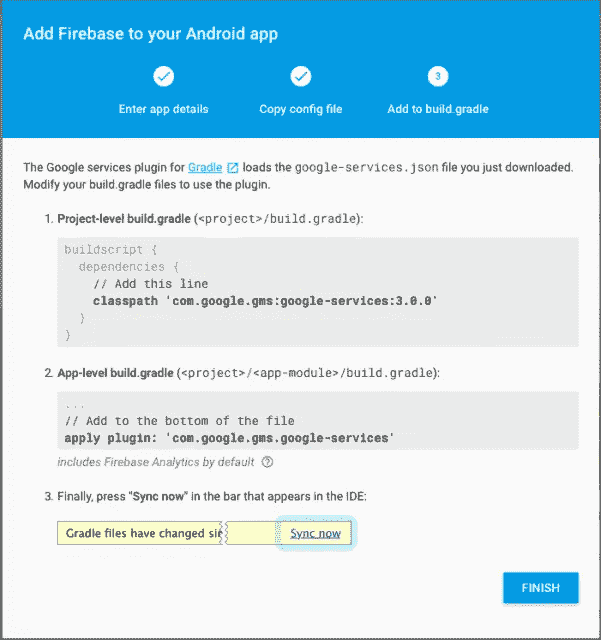 Add Firebase to your Android app
3
Enter app details
Copy config file
Add to build.gradle
The Google services plugin for Gradle loads the google-services.json file you just downloaded.
Modify your build.gradle files to use the plugin.
1. Project-level build.gradle (<project>/build.gradle):
buildscript {
dependencies {
// Add this line
classpath 'com.google.gms:google-services:3.0.0'
}
}
2. App-level build.gradle (<project>/<app-module>/build.gradle):
...
// Add to the bottom of the file
apply plugin: 'com.google.gms.google-services'
includes Firebase Analytics by default ?
3. Finally, press "Sync now" in the bar that appears in the IDE:
Gradle files have changed sin Sync now
FINISH